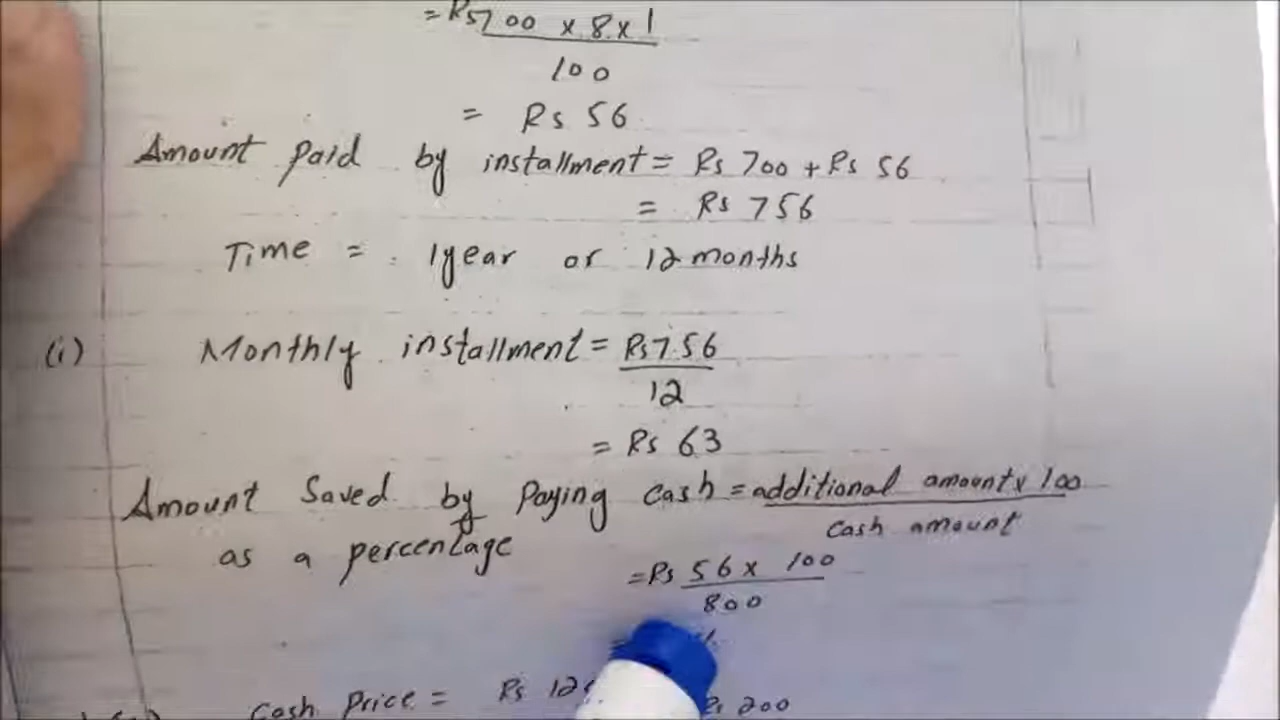 = Rs700 x 8 x 1
100
= Rs 56
Amount Paid by installment = Rs 700 + Rs 56
= Rs 756
Time = 1year or 12 months
(i) Monthly installment = Rs 756
12
= Rs 63
Amount Saved by Paying Cash = additional amount x 100
Cash amount
as a percentage
= Rs 56 x 100
800
= %
Cash Price = Rs 200